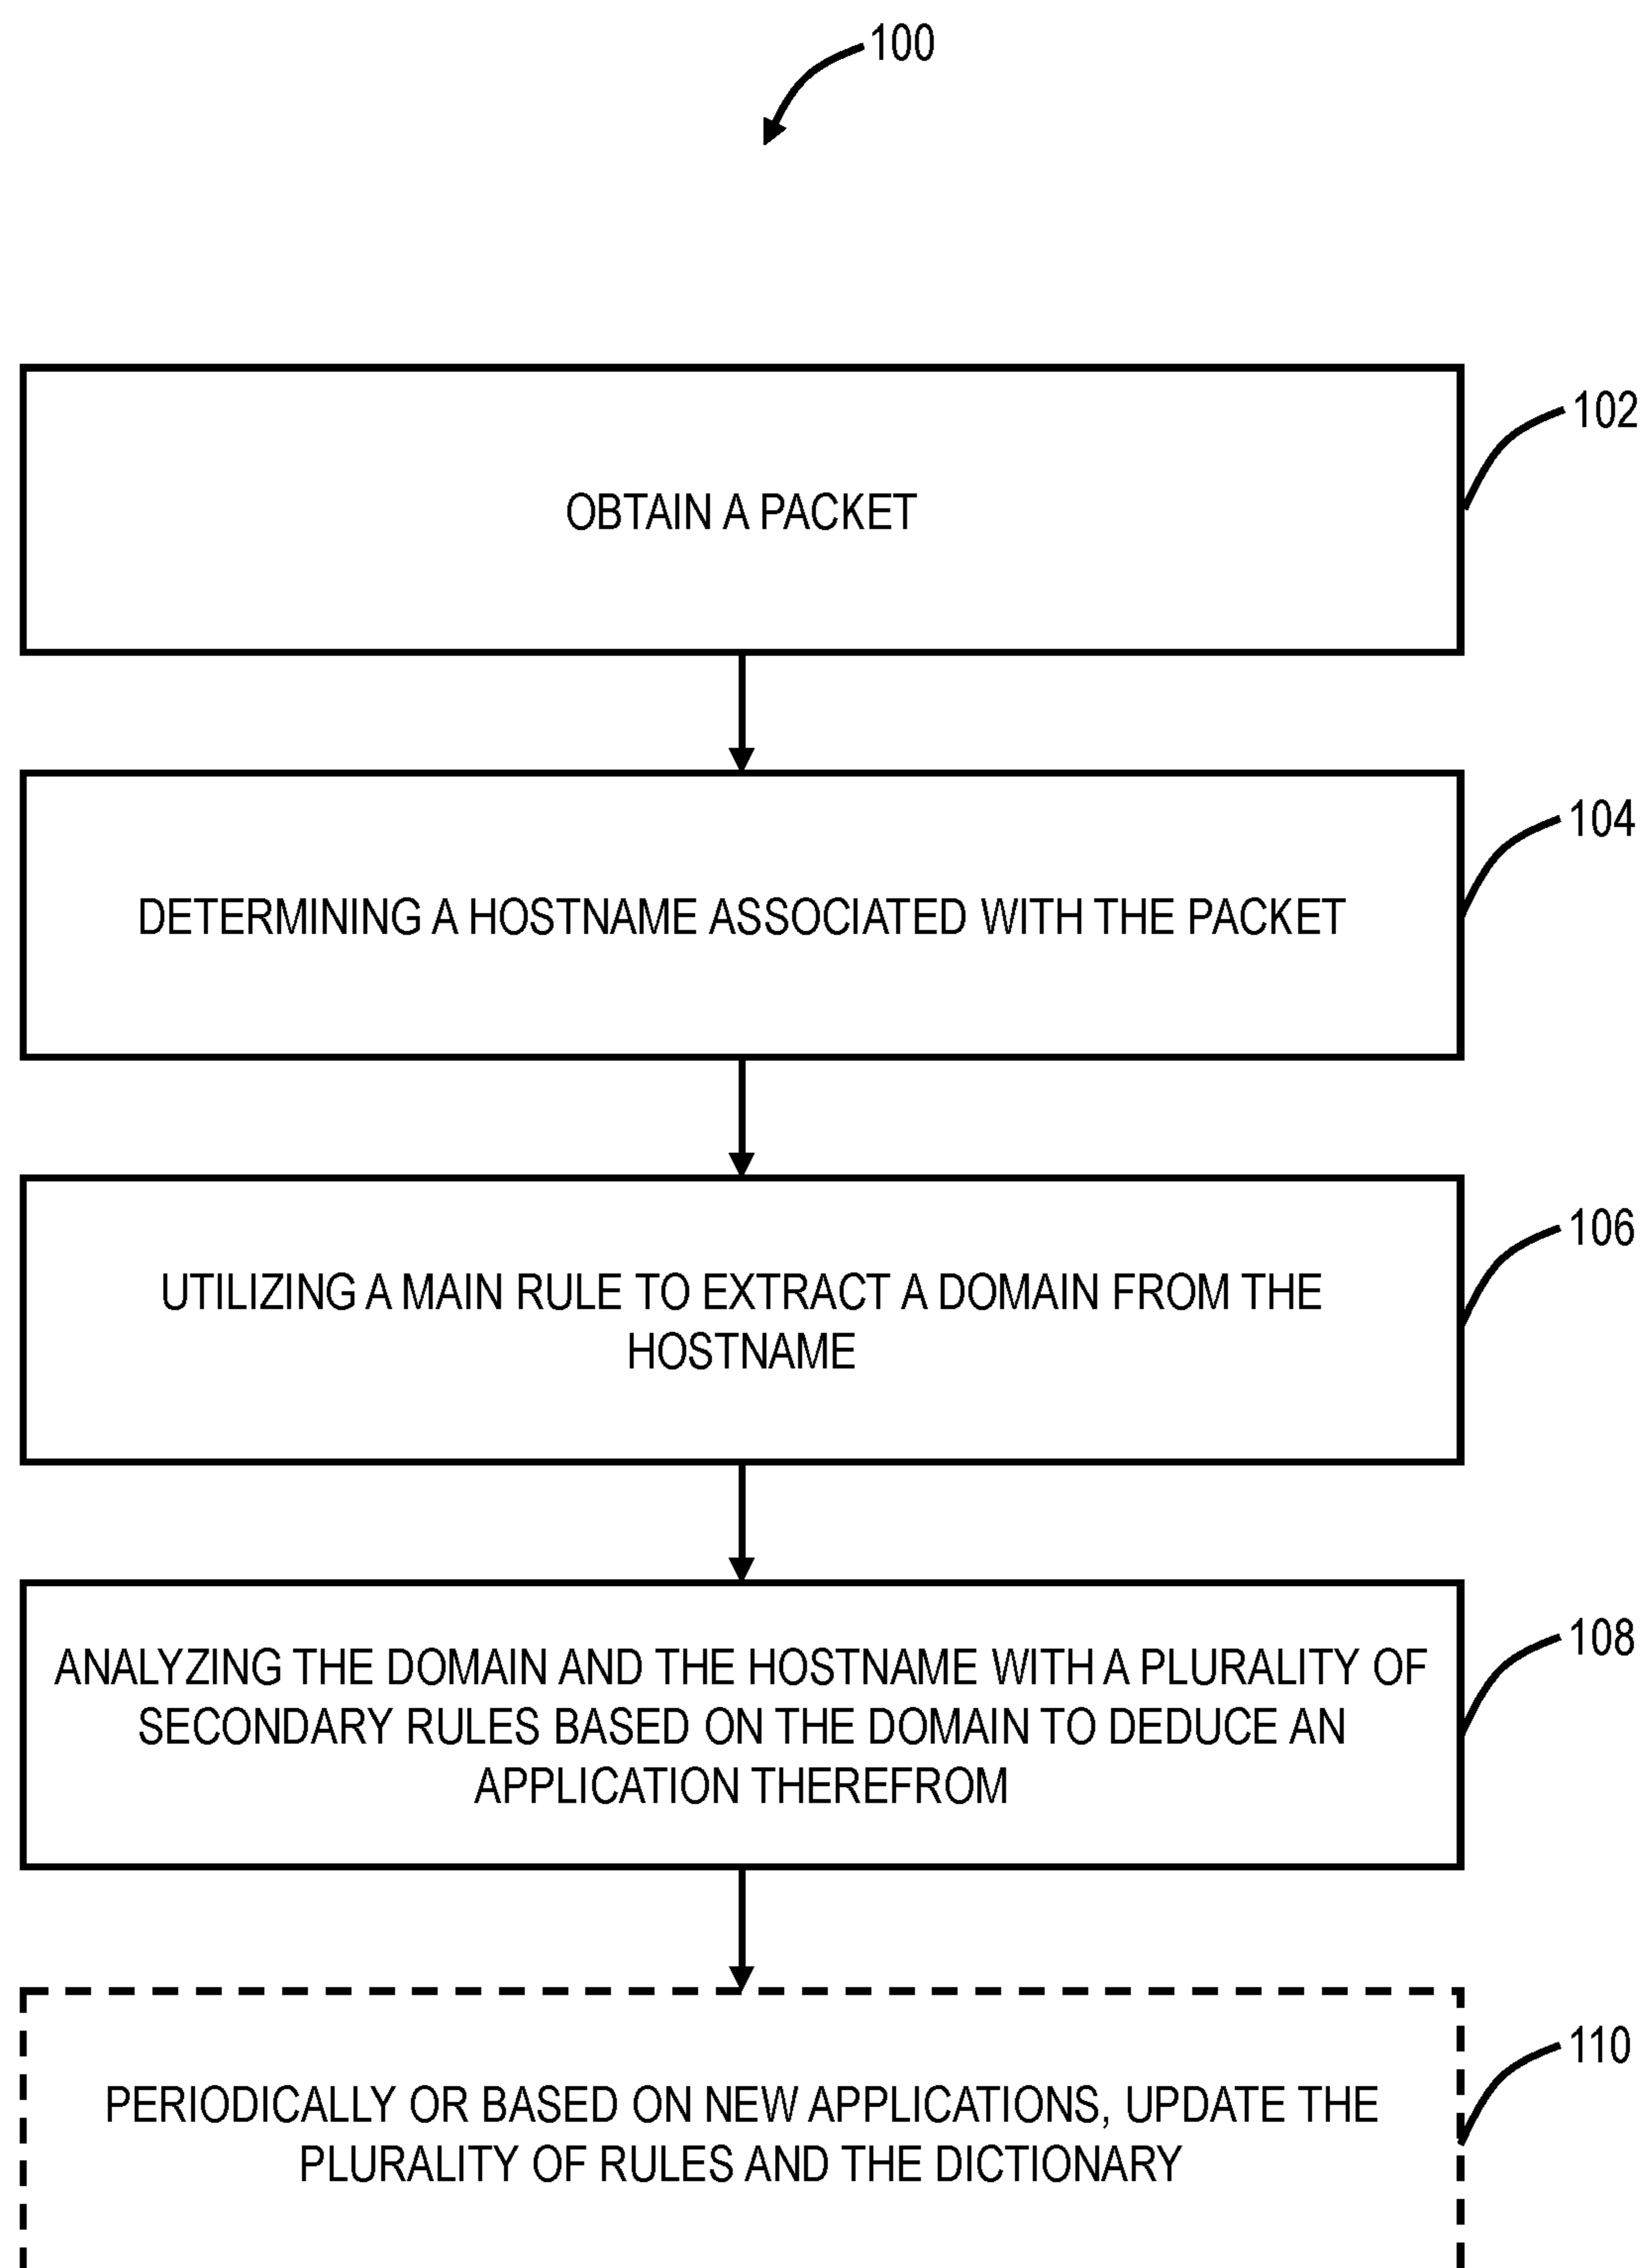 100
102
OBTAIN A PACKET
104
DETERMINING A HOSTNAME ASSOCIATED WITH THE PACKET
106
UTILIZING A MAIN RULE TO EXTRACT A DOMAIN FROM THE
HOSTNAME
108
ANALYZING THE DOMAIN AND THE HOSTNAME WITH A PLURALITY OF
SECONDARY RULES BASED ON THE DOMAIN TO DEDUCE AN
APPLICATION THEREFROM
110
PERIODICALLY OR BASED ON NEW APPLICATIONS, UPDATE THE
PLURALITY OF RULES AND THE DICTIONARY